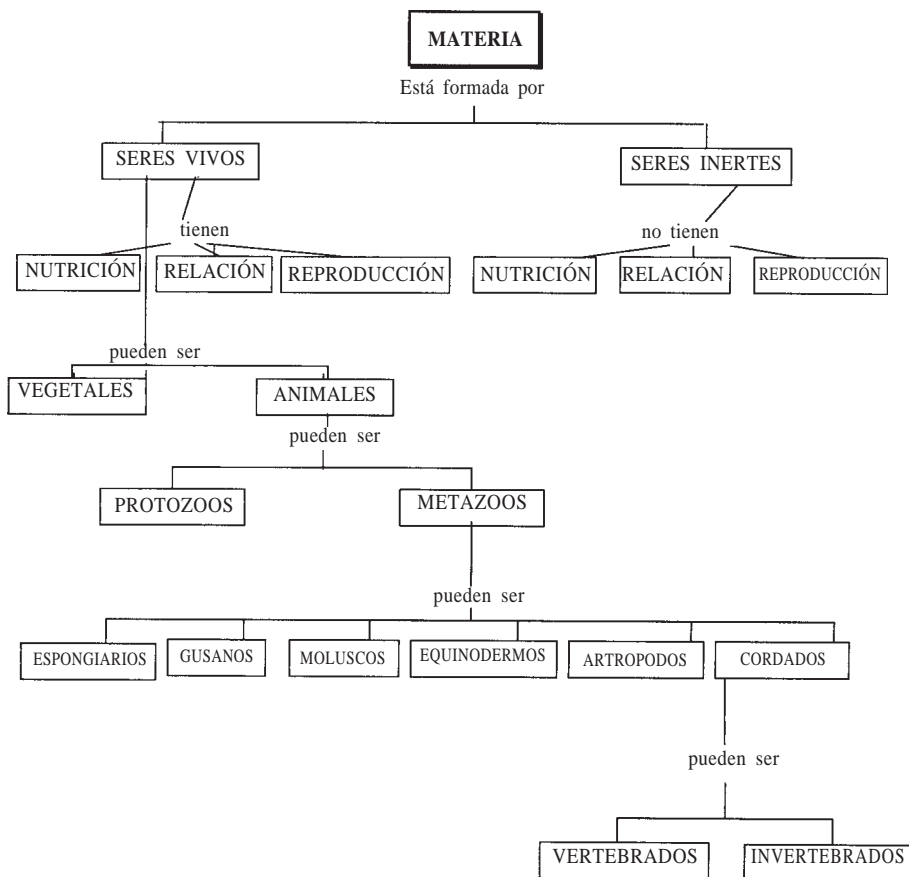 MATERIA
Está formada por
SERES VIVOS
SERES INERTES
tienen
no tienen
NUTRICIÓN
RELACIÓN
REPRODUCCIÓN
NUTRICIÓN
RELACIÓN
REPRODUCCIÓN
pueden ser
VEGETALES
ANIMALES
pueden ser
PROTOZOOS
METAZOOS
pueden ser
ESPONGIARIOS
GUSANOS
MOLUSCOS
EQUINODERMOS
ARTROPODOS
CORDADOS
pueden ser
VERTEBRADOS
INVERTEBRADOS